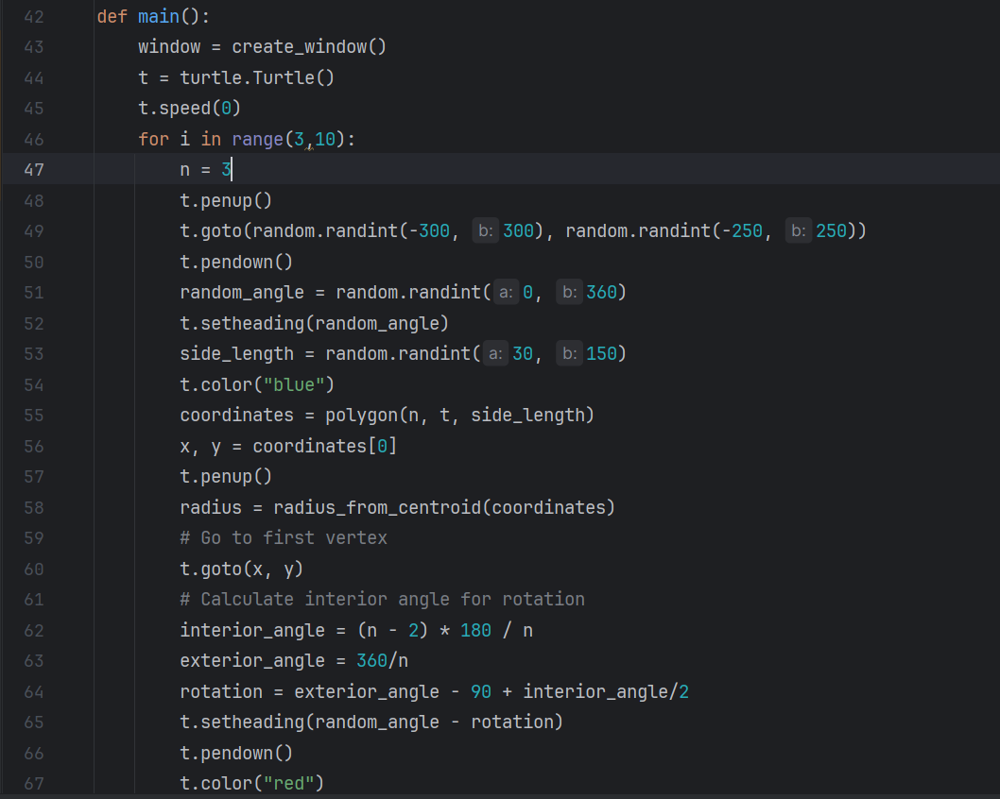 42 def main():
43     window = create_window()
44     t = turtle.Turtle()
45     t.speed(0)
46     for i in range(3,10):
47         n = 3
48         t.penup()
49         t.goto(random.randint(-300, b: 300), random.randint(-250, b: 250))
50         t.pendown()
51         random_angle = random.randint(a: 0, b: 360)
52         t.setheading(random_angle)
53         side_length = random.randint(a: 30, b: 150)
54         t.color("blue")
55         coordinates = polygon(n, t, side_length)
56         x, y = coordinates[0]
57         t.penup()
58         radius = radius_from_centroid(coordinates)
59         # Go to first vertex
60         t.goto(x, y)
61         # Calculate interior angle for rotation
62         interior_angle = (n - 2) * 180 / n
63         exterior_angle = 360/n
64         rotation = exterior_angle - 90 + interior_angle/2
65         t.setheading(random_angle - rotation)
66         t.pendown()
67         t.color("red")